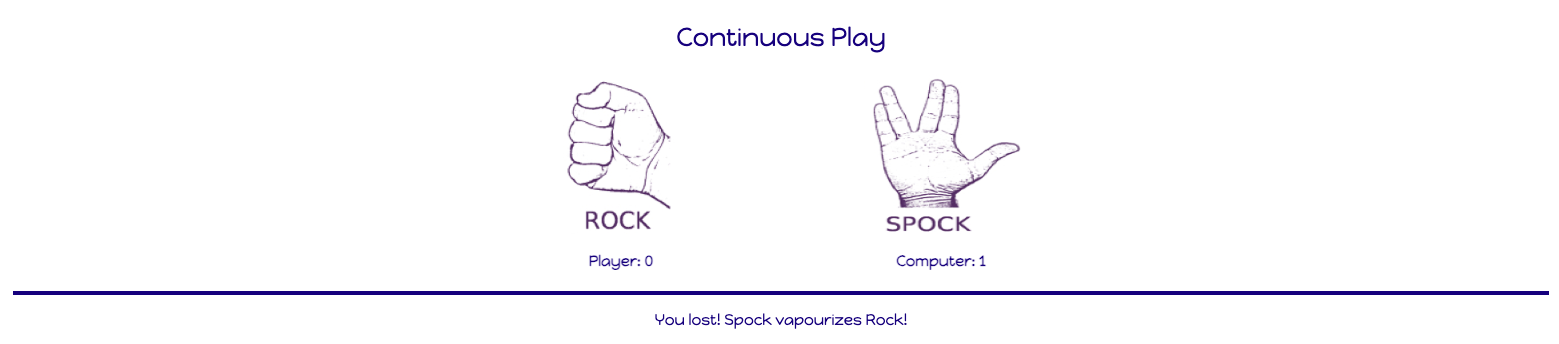 Continuous Play
ROCK
SPOCK
Player: 0
Computer: 1
You lost! Spock vapourizes Rock!